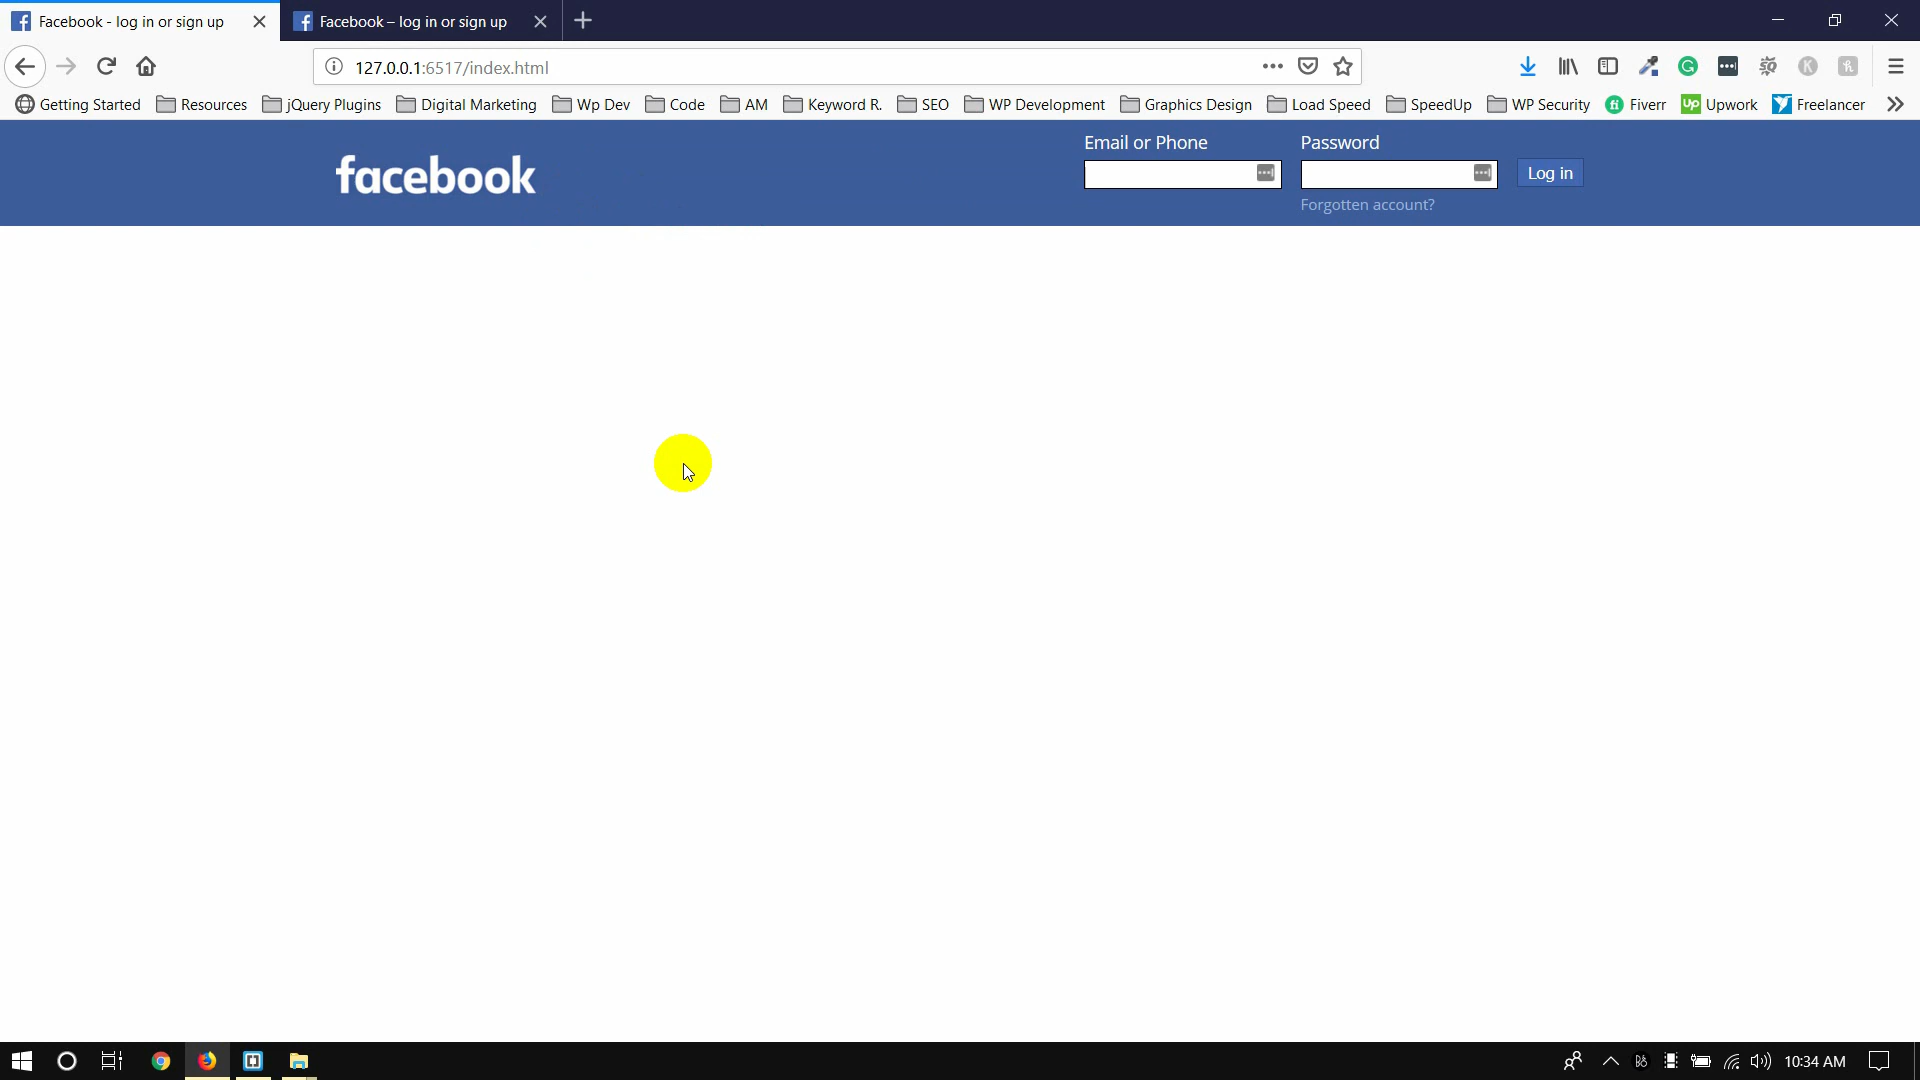 Facebook - log in or sign up
Facebook – log in or sign up
127.0.0.1:6517/index.html
Getting Started Resources jQuery Plugins Digital Marketing Wp Dev Code AM Keyword R. SEO WP Development Graphics Design Load Speed SpeedUp WP Security Fiverr Upwork Freelancer
facebook
Email or Phone Password
Log in
Forgotten account?
10:34 AM